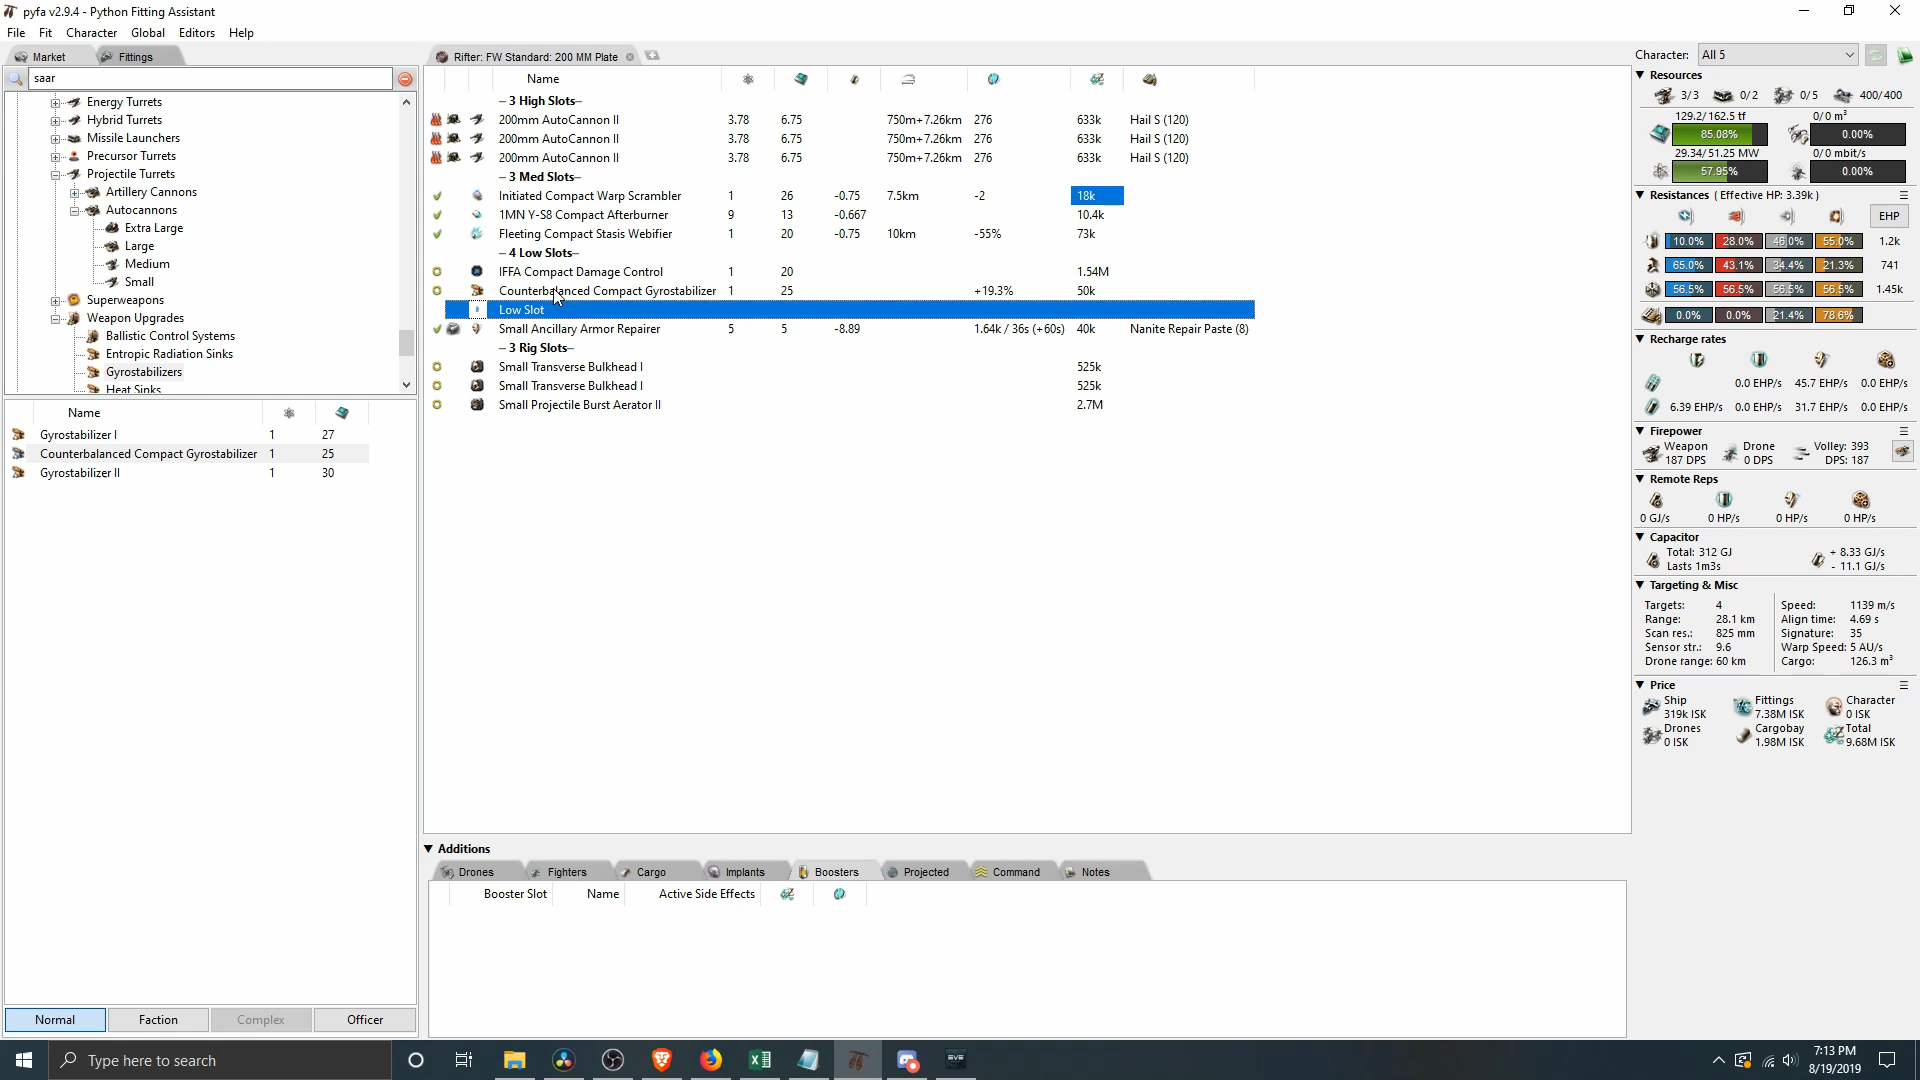 pyfa v2.9.4 - Python Fitting Assistant
File Fit Character Global Editors Help
Market Fittings
saar
Energy Turrets
Hybrid Turrets
Missile Launchers
Precursor Turrets
Projectile Turrets
Artillery Cannons
Autocannons
Extra Large
Large
Medium
Small
Superweapons
Weapon Upgrades
Ballistic Control Systems
Entropic Radiation Sinks
Gyrostabilizers
Heat Sinks
Name
Gyrostabilizer I 1 27
Counterbalanced Compact Gyrostabilizer 1 25
Gyrostabilizer II 1 30
Normal Faction Complex Officer
Rifter: FW Standard: 200 MM Plate
Name
– 3 High Slots–
200mm AutoCannon II 3.78 6.75 750m+7.26km 276 633k Hail S (120)
200mm AutoCannon II 3.78 6.75 750m+7.26km 276 633k Hail S (120)
200mm AutoCannon II 3.78 6.75 750m+7.26km 276 633k Hail S (120)
– 3 Med Slots–
Initiated Compact Warp Scrambler 1 26 -0.75 7.5km -2 18k
1MN Y-S8 Compact Afterburner 9 13 -0.667 10.4k
Fleeting Compact Stasis Webifier 1 20 -0.75 10km -55% 73k
– 4 Low Slots–
IFFA Compact Damage Control 1 20 1.54M
Counterbalanced Compact Gyrostabilizer 1 25 +19.3% 50k
Low Slot
Small Ancillary Armor Repairer 5 5 -8.89 1.64k / 36s (+60s) 40k Nanite Repair Paste (8)
– 3 Rig Slots–
Small Transverse Bulkhead I 525k
Small Transverse Bulkhead I 525k
Small Projectile Burst Aerator II 2.7M
Additions
Drones Fighters Cargo Implants Boosters Projected Command Notes
Booster Slot Name Active Side Effects
Character: All 5
Resources
3/3 0/2 0/5 400/400
129.2/162.5 tf 0/0 m³
85.08% 0.00%
29.34/51.25 MW 0/0 mbit/s
57.95% 0.00%
Resistances (Effective HP: 3.39k)
EHP
10.0% 28.0% 46.0% 55.0% 1.2k
65.0% 43.1% 34.4% 21.3% 741
56.5% 56.5% 56.5% 56.5% 1.45k
0.0% 0.0% 21.4% 78.6%
Recharge rates
0.0 EHP/s 45.7 EHP/s 0.0 EHP/s
6.39 EHP/s 0.0 EHP/s 31.7 EHP/s 0.0 EHP/s
Firepower
Weapon Drone Volley: 393
187 DPS 0 DPS DPS: 187
Remote Reps
0 GJ/s 0 HP/s 0 HP/s 0 HP/s
Capacitor
Total: 312 GJ + 8.33 GJ/s
Lasts 1m3s - 11.1 GJ/s
Targeting & Misc
Targets: 4 Speed: 1139 m/s
Range: 28.1 km Align time: 4.69 s
Scan res.: 825 mm Signature: 35
Sensor str.: 9.6 Warp Speed: 5 AU/s
Drone range: 60 km Cargo: 126.3 m³
Price
Ship Fittings Character
319k ISK 7.38M ISK 0 ISK
Drones Cargobay Total
0 ISK 1.98M ISK 9.68M ISK
Type here to search
EVE
7:13 PM
8/19/2019